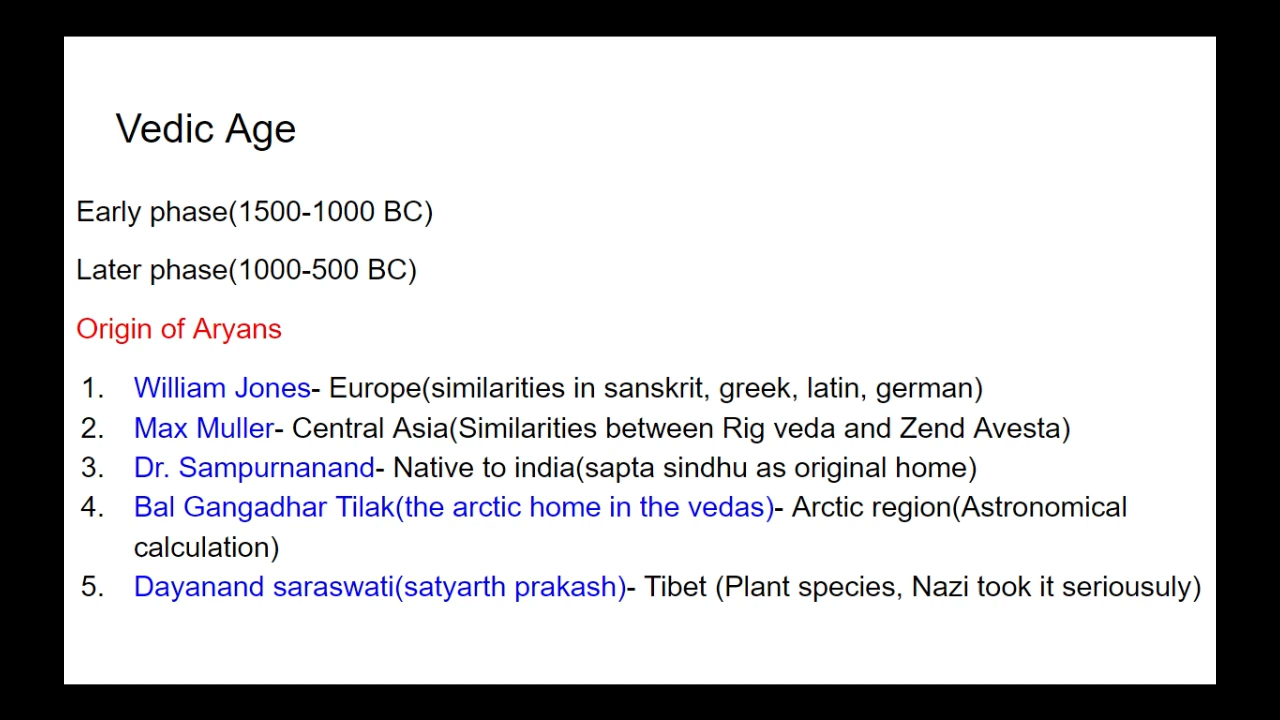 Vedic Age
Early phase(1500-1000 BC)
Later phase(1000-500 BC)
Origin of Aryans
1. William Jones- Europe(similarities in sanskrit, greek, latin, german)
2. Max Muller- Central Asia(Similarities between Rig veda and Zend Avesta)
3. Dr. Sampurnanand- Native to india(sapta sindhu as original home)
4. Bal Gangadhar Tilak(the arctic home in the vedas)- Arctic region(Astronomical
calculation)
5. Dayanand saraswati(satyarth prakash)- Tibet (Plant species, Nazi took it seriousuly)